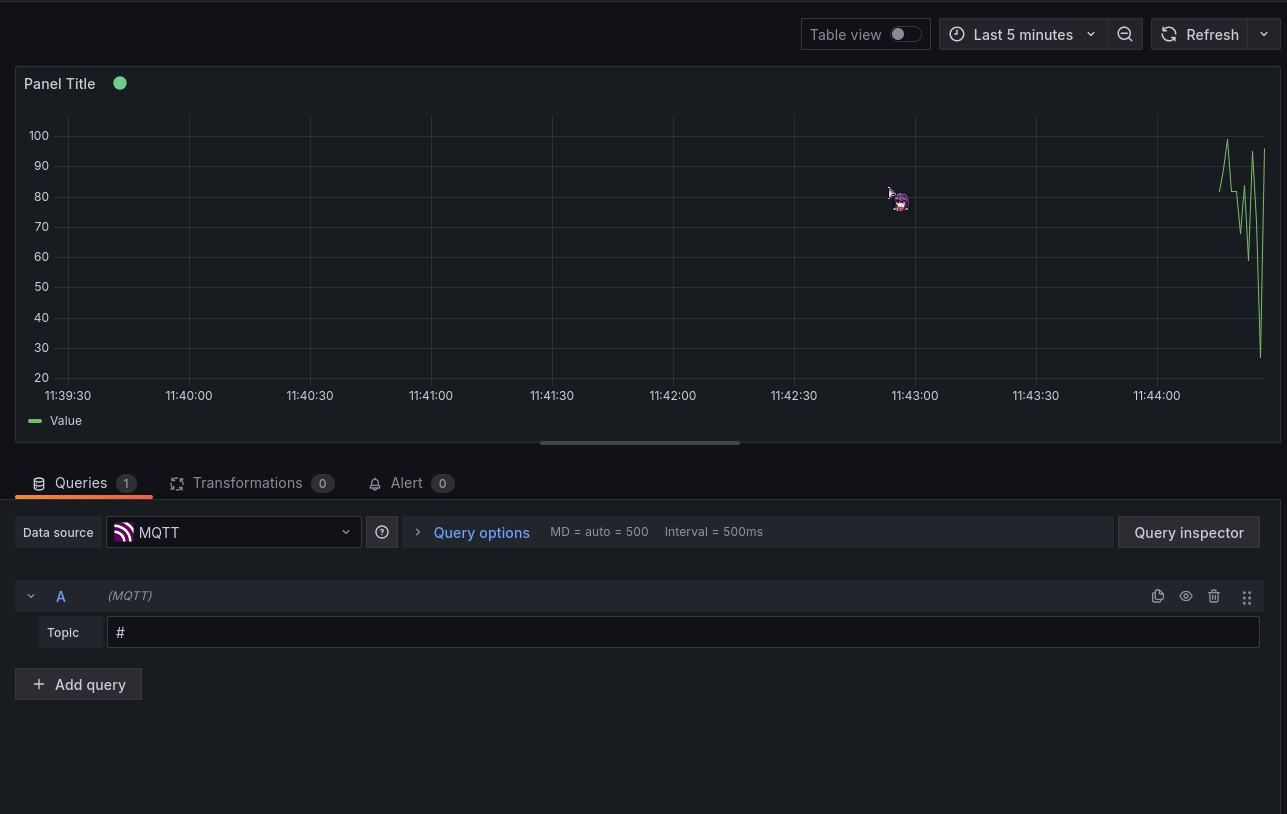 Table view Last 5 minutes Refresh
Panel Title
100
90
80
70
60
50
40
30
20
11:39:30 11:40:00 11:40:30 11:41:00 11:41:30 11:42:00 11:42:30 11:43:00 11:43:30 11:44:00
Value
Queries 1 Transformations 0 Alert 0
Data source MQTT Query options MD = auto = 500 Interval = 500ms Query inspector
A (MQTT)
Topic #
+ Add query